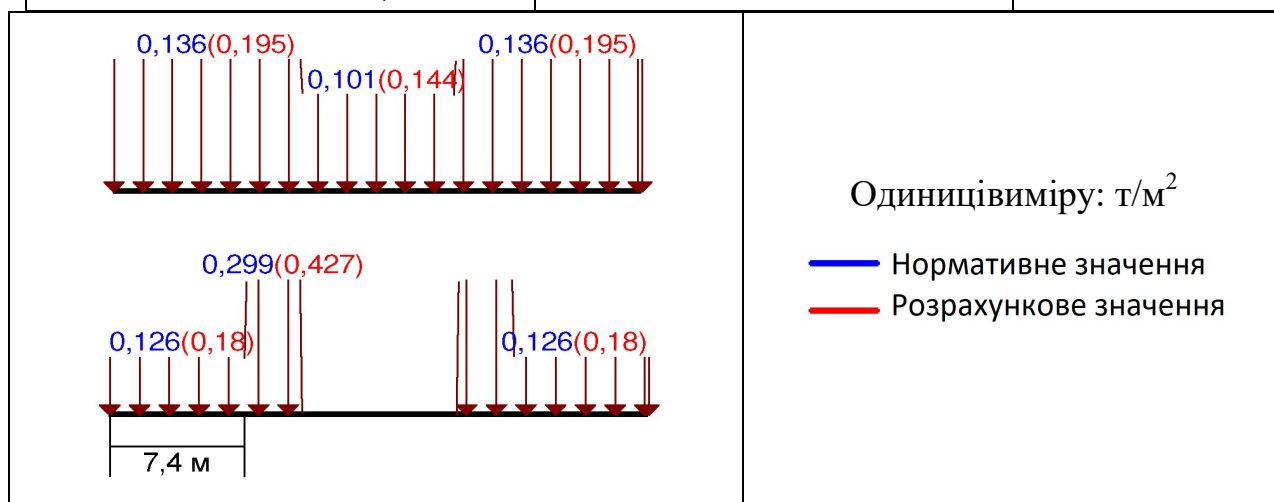 0,136(0,195)
0,136(0,195)
0,101(0,144)
0,299(0,427)
0,126(0,18)
0,126(0,18)
7,4 м
Одиницівиміру: т/м²
Нормативне значення
Розрахункове значення